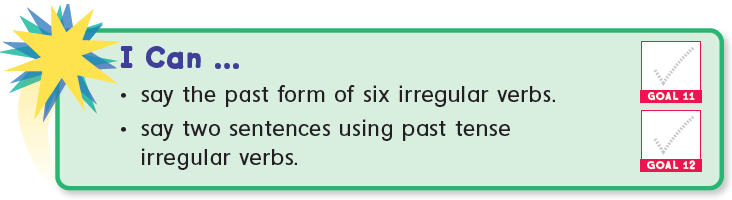 I Can ...
• say the past form of six irregular verbs.
GOAL 11
• say two sentences using past tense
irregular verbs.
GOAL 12